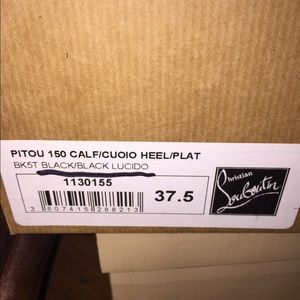 PITOU 150 CALF/CUOIO HEEL/PLAT
BK5T BLACK/BLACK LUCIDO
1130155
37.5
3 607415 288213
Christian
Louboutin